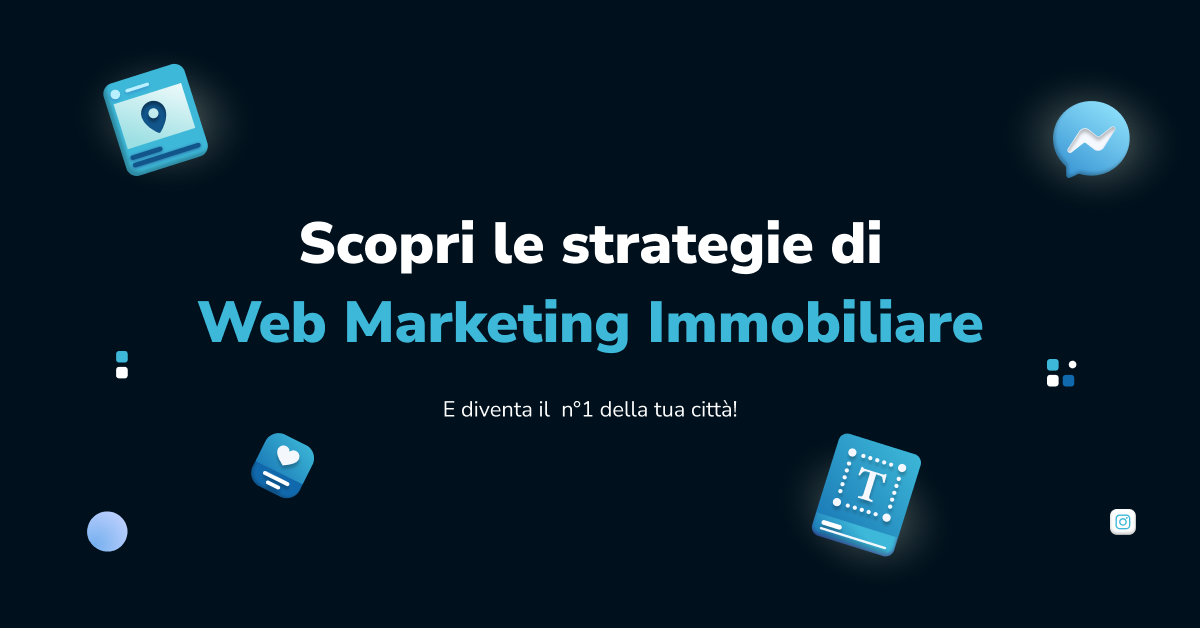 Scopri le strategie di
Web Marketing Immobiliare
E diventa il  n°1 della tua città!
T